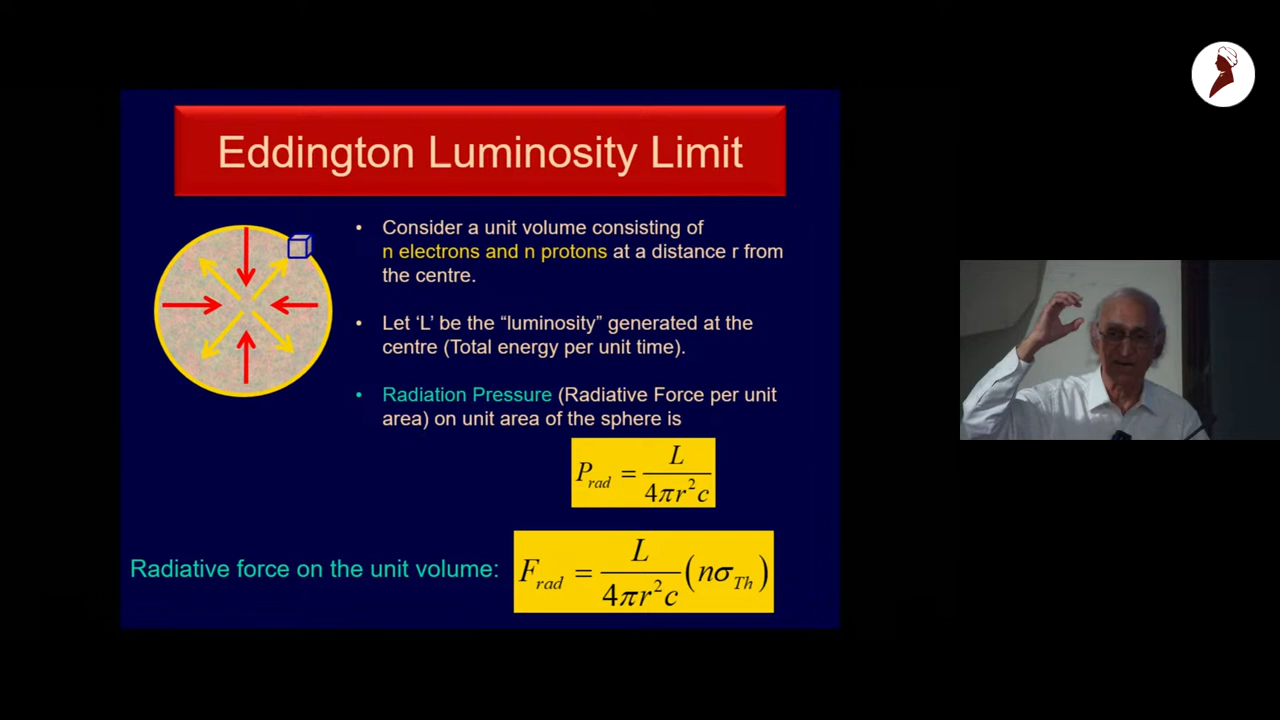 Eddington Luminosity Limit
• Consider a unit volume consisting of
n electrons and n protons at a distance r from
the centre.
• Let ‘L’ be the “luminosity” generated at the
centre (Total energy per unit time).
• Radiation Pressure (Radiative Force per unit
area) on unit area of the sphere is
P_rad = L / 4πr²c
Radiative force on the unit volume: F_rad = L / 4πr²c (nσ_Th)